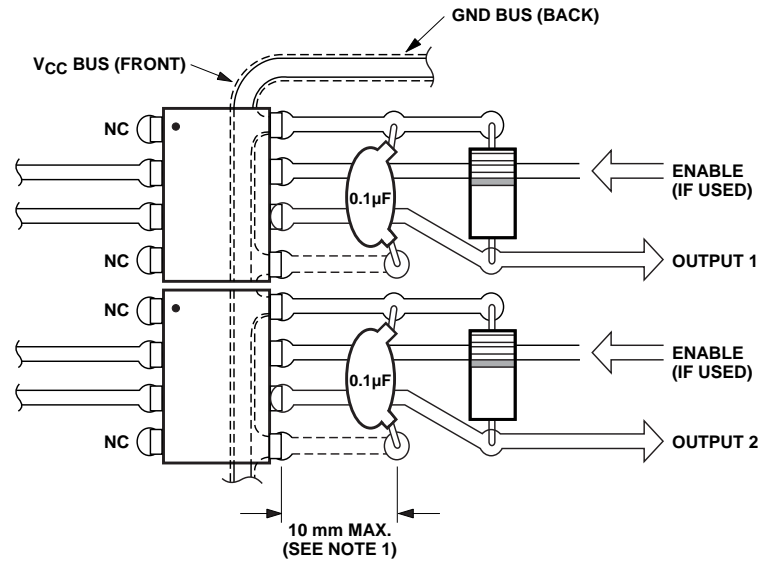 GND BUS (BACK)
VCC BUS (FRONT)
NC
0.1µF
ENABLE
(IF USED)
NC
OUTPUT 1
NC
0.1µF
ENABLE
(IF USED)
NC
OUTPUT 2
10 mm MAX.
(SEE NOTE 1)